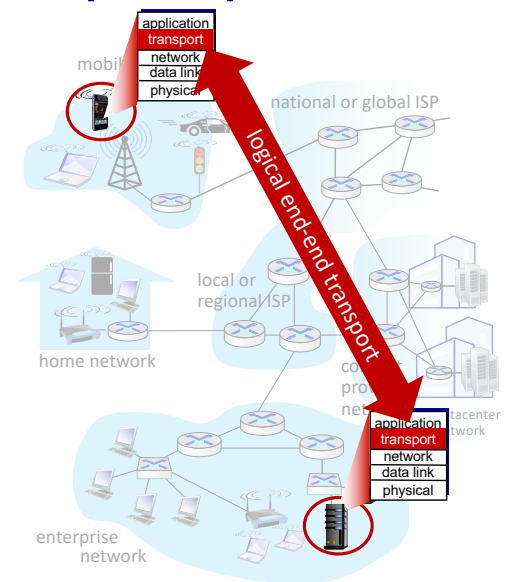 application
transport
network
data link
physical
national or global ISP
logical end-end transport
local or
regional ISP
home network
application
transport
network
data link
physical
enterprise
network